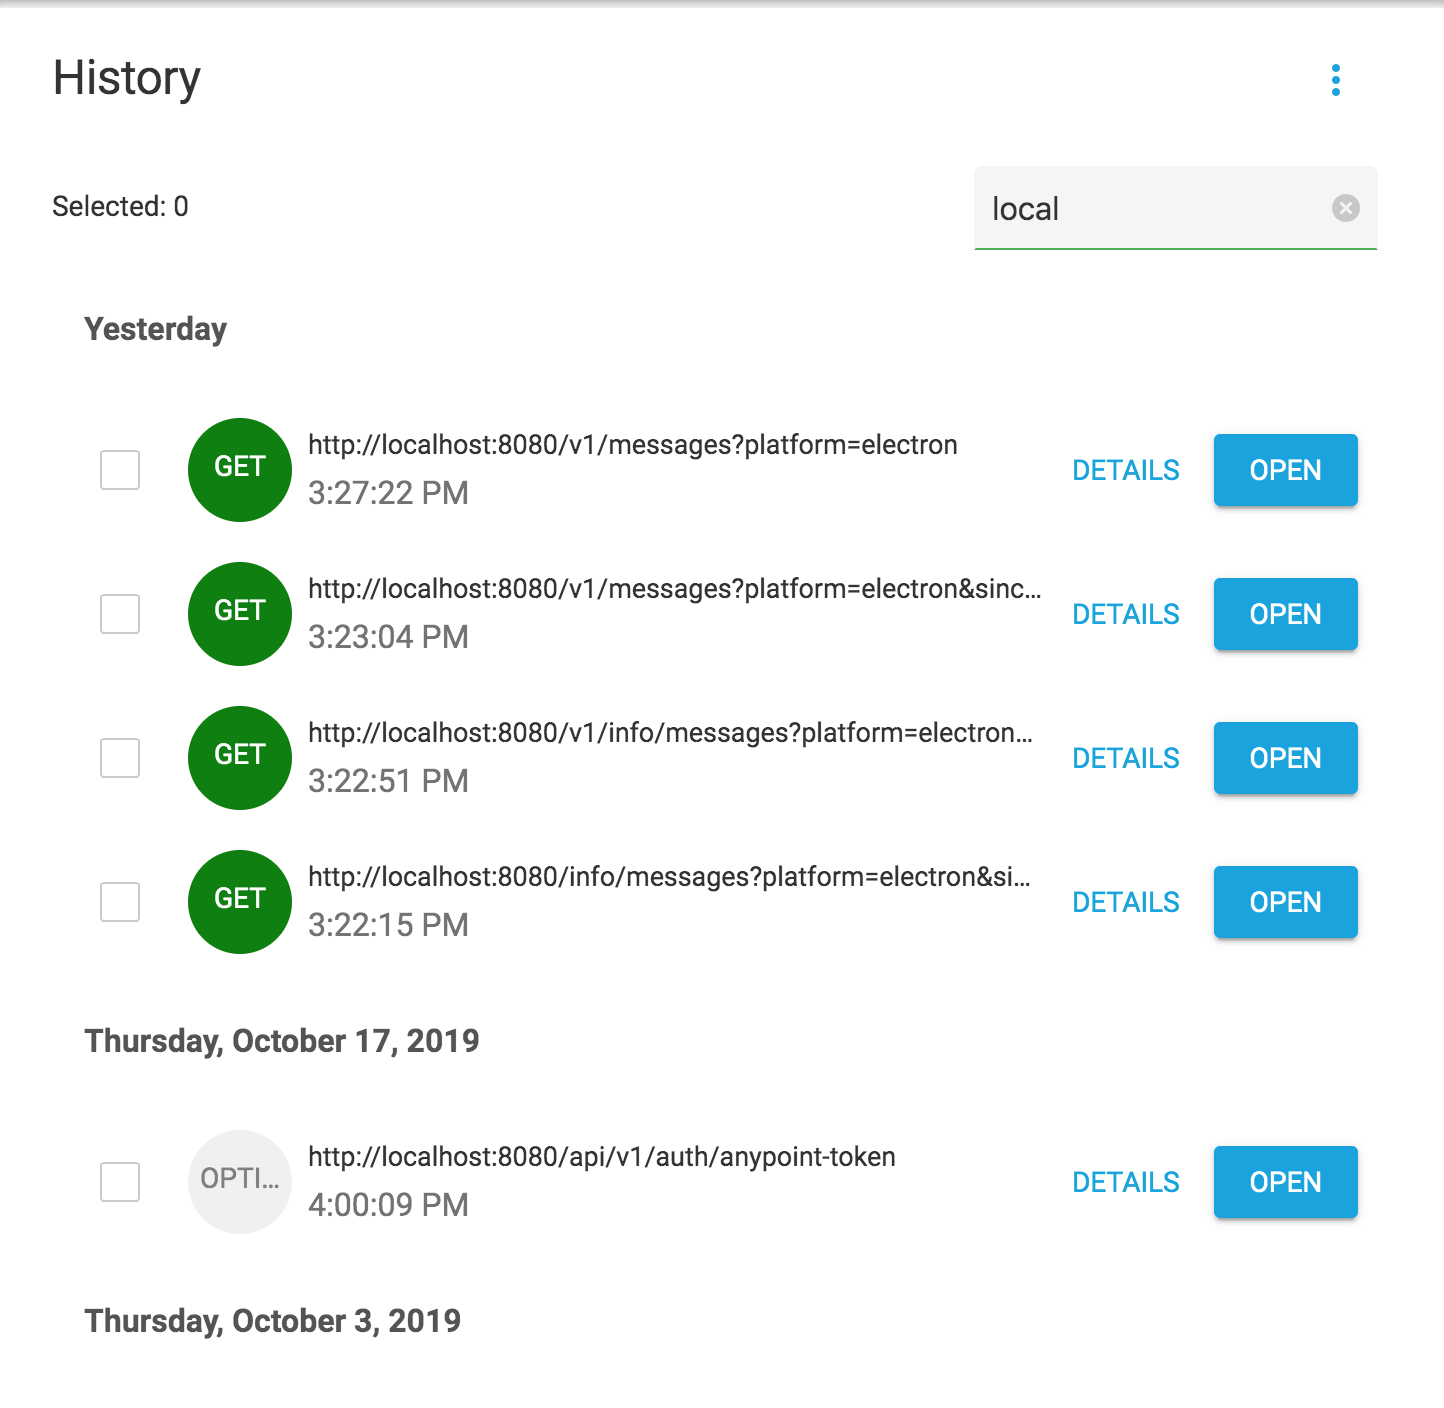 History
Selected: 0
local
Yesterday
GET
http://localhost:8080/v1/messages?platform=electron
3:27:22 PM
DETAILS
OPEN
GET
http://localhost:8080/v1/messages?platform=electron&sinc...
3:23:04 PM
DETAILS
OPEN
GET
http://localhost:8080/v1/info/messages?platform=electron...
3:22:51 PM
DETAILS
OPEN
GET
http://localhost:8080/info/messages?platform=electron&si...
3:22:15 PM
DETAILS
OPEN
Thursday, October 17, 2019
OPTI...
http://localhost:8080/api/v1/auth/anypoint-token
4:00:09 PM
DETAILS
OPEN
Thursday, October 3, 2019